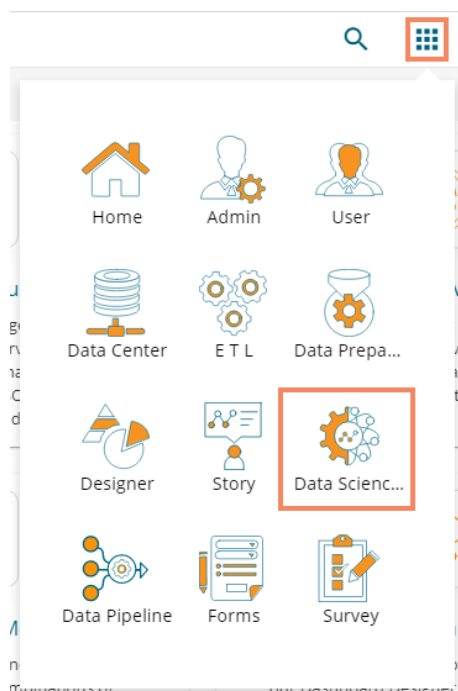 Home Admin User
Data Center E T L Data Prepa...
Designer Story Data Scienc...
Data Pipeline Forms Survey